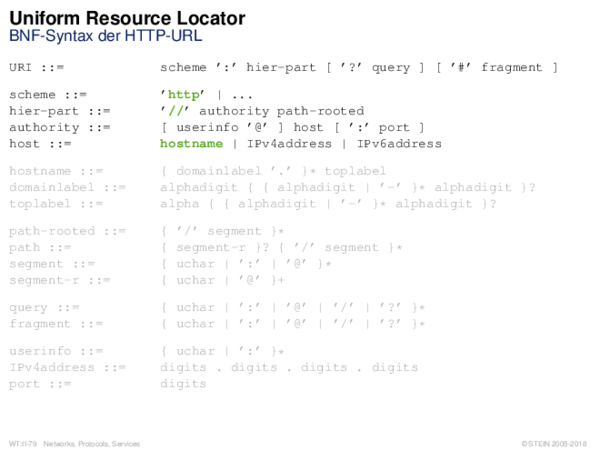 Uniform Resource Locator
BNF-Syntax der HTTP-URL
URI ::= scheme ':' hier-part [ '?' query ] [ '#' fragment ]
scheme ::= 'http' | ...
hier-part ::= '//' authority path-rooted
authority ::= [ userinfo '@' ] host [ ':' port ]
host ::= hostname | IPv4address | IPv6address
hostname ::= { domainlabel '.' }* toplabel
domainlabel ::= alphadigit { { alphadigit | '-' }* alphadigit }?
toplabel ::= alpha { { alphadigit | '-' }* alphadigit }?
path-rooted ::= { '/' segment }*
path ::= { segment-r }? { '/' segment }*
segment ::= { uchar | ':' | '@' }*
segment-r ::= { uchar | '@' }+
query ::= { uchar | ':' | '@' | '/' | '?' }*
fragment ::= { uchar | ':' | '@' | '/' | '?' }*
userinfo ::= { uchar | ':' }*
IPv4address ::= digits . digits . digits . digits
port ::= digits
WT:II-79 Networks, Protocols, Services © STEIN 2005-2018